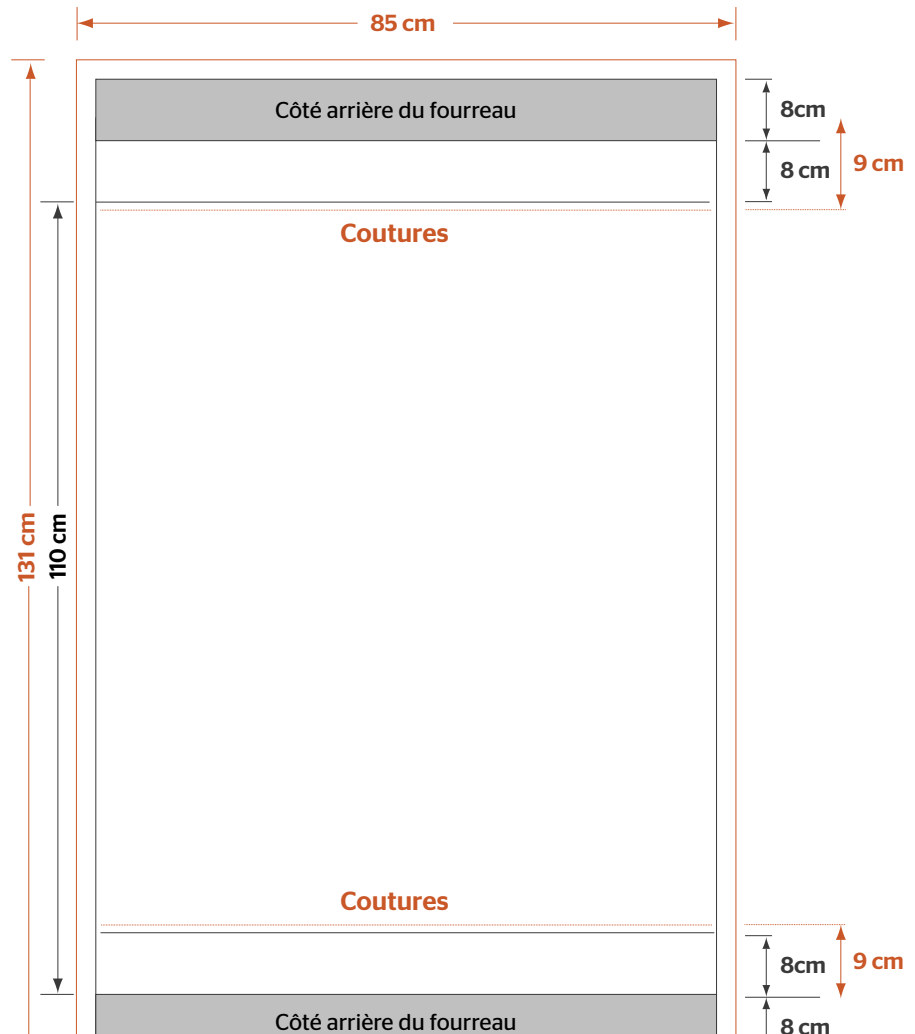 85 cm
Côté arrière du fourreau
8cm
8 cm
9 cm
Coutures
131 cm
110 cm
Coutures
8cm
9 cm
Côté arrière du fourreau
8 cm